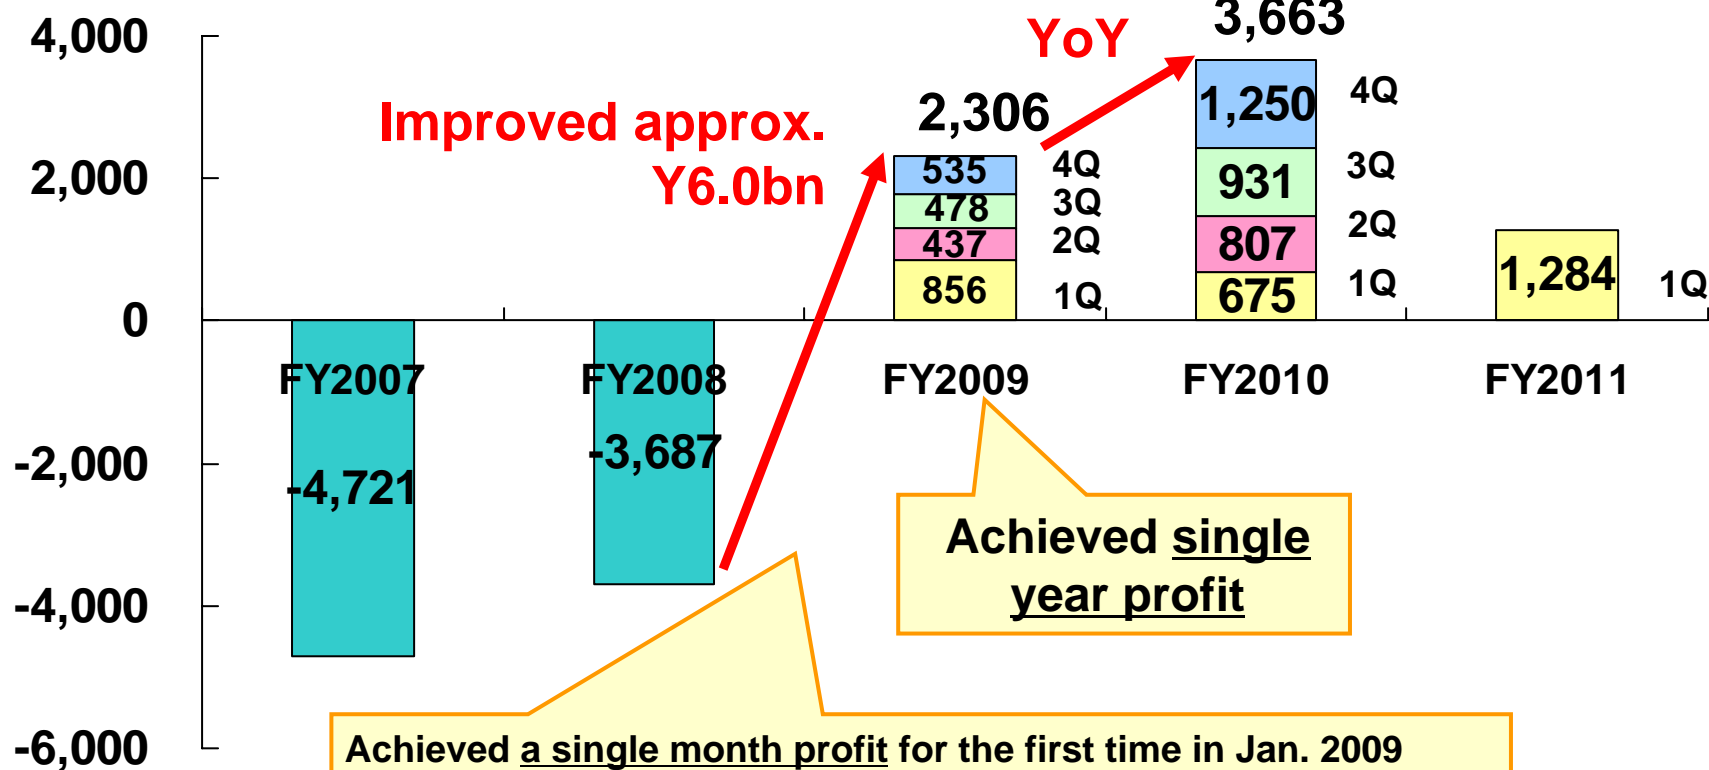 3,663
YoY
4,000
Improved approx.
Y6.0bn
2,306
1,250
4Q
535
4Q
931
3Q
2,000
478
3Q
437
2Q
807
2Q
856
1Q
675
1Q
1,284
1Q
0
FY2007
FY2008
FY2009
FY2010
FY2011
-4,721
-3,687
-2,000
Achieved single
year profit
-4,000
-6,000
Achieved a single month profit for the first time in Jan. 2009